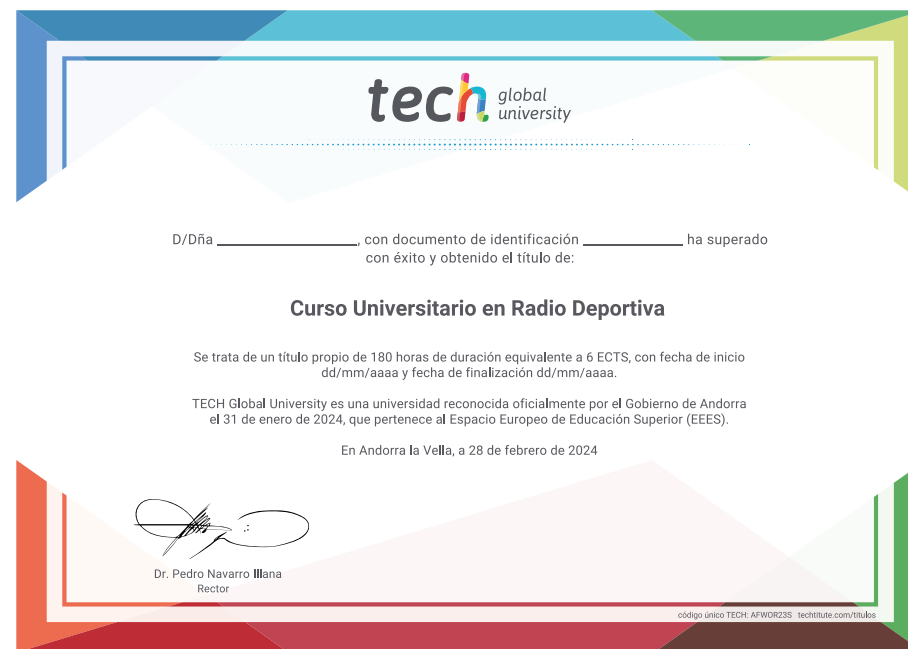 tech global university
D/Dña ____________, con documento de identificación ____________ ha superado
con éxito y obtenido el título de:
Curso Universitario en Radio Deportiva
Se trata de un título propio de 180 horas de duración equivalente a 6 ECTS, con fecha de inicio
dd/mm/aaaa y fecha de finalización dd/mm/aaaa.
TECH Global University es una universidad reconocida oficialmente por el Gobierno de Andorra
el 31 de enero de 2024, que pertenece al Espacio Europeo de Educación Superior (EEES).
En Andorra la Vella, a 28 de febrero de 2024
Dr. Pedro Navarro Illana
Rector
código único TECH: AFWOR23S techtitute.com/titulos